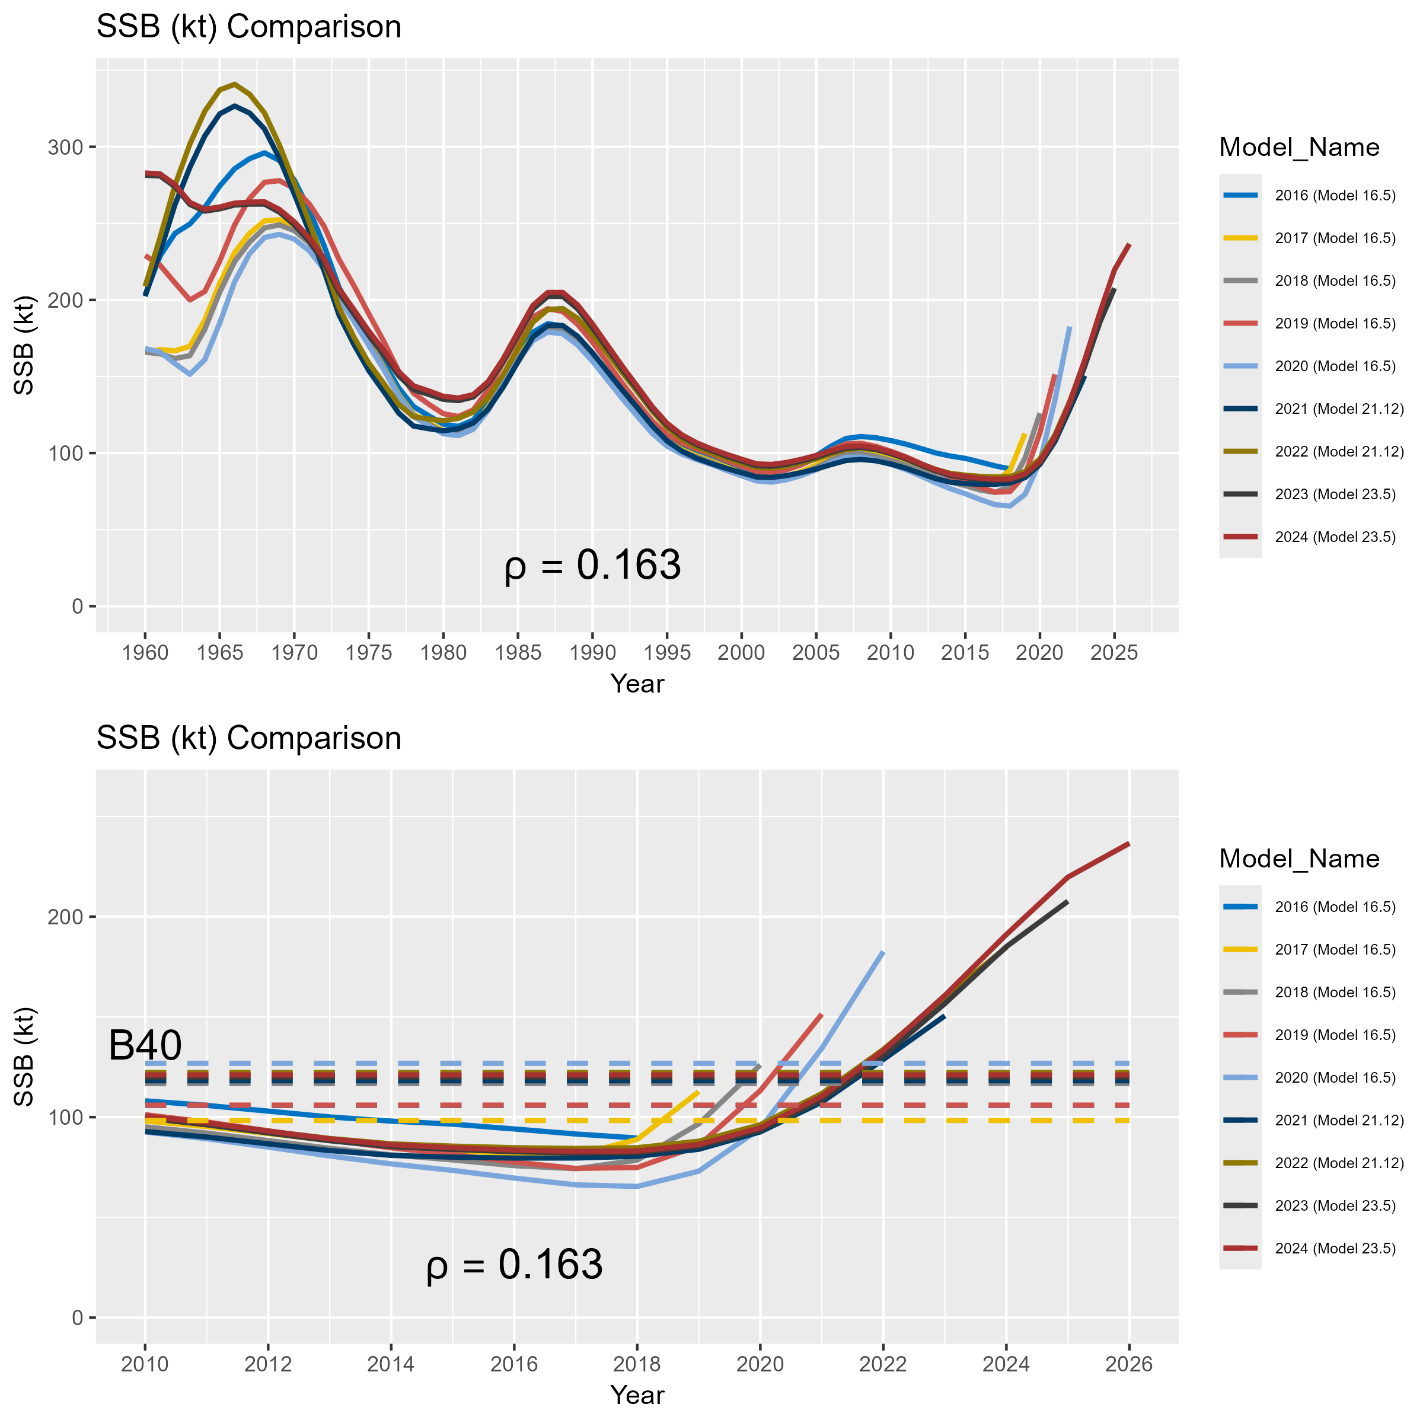 SSB (kt) Comparison
SSB (kt)
300
200
100
0
ρ = 0.163
1960 1965 1970 1975 1980 1985 1990 1995 2000 2005 2010 2015 2020 2025
Year
Model_Name
2016 (Model 16.5)
2017 (Model 16.5)
2018 (Model 16.5)
2019 (Model 16.5)
2020 (Model 16.5)
2021 (Model 21.12)
2022 (Model 21.12)
2023 (Model 23.5)
2024 (Model 23.5)
SSB (kt) Comparison
SSB (kt)
200
100
0
B40
ρ = 0.163
2010 2012 2014 2016 2018 2020 2022 2024 2026
Year
Model_Name
2016 (Model 16.5)
2017 (Model 16.5)
2018 (Model 16.5)
2019 (Model 16.5)
2020 (Model 16.5)
2021 (Model 21.12)
2022 (Model 21.12)
2023 (Model 23.5)
2024 (Model 23.5)